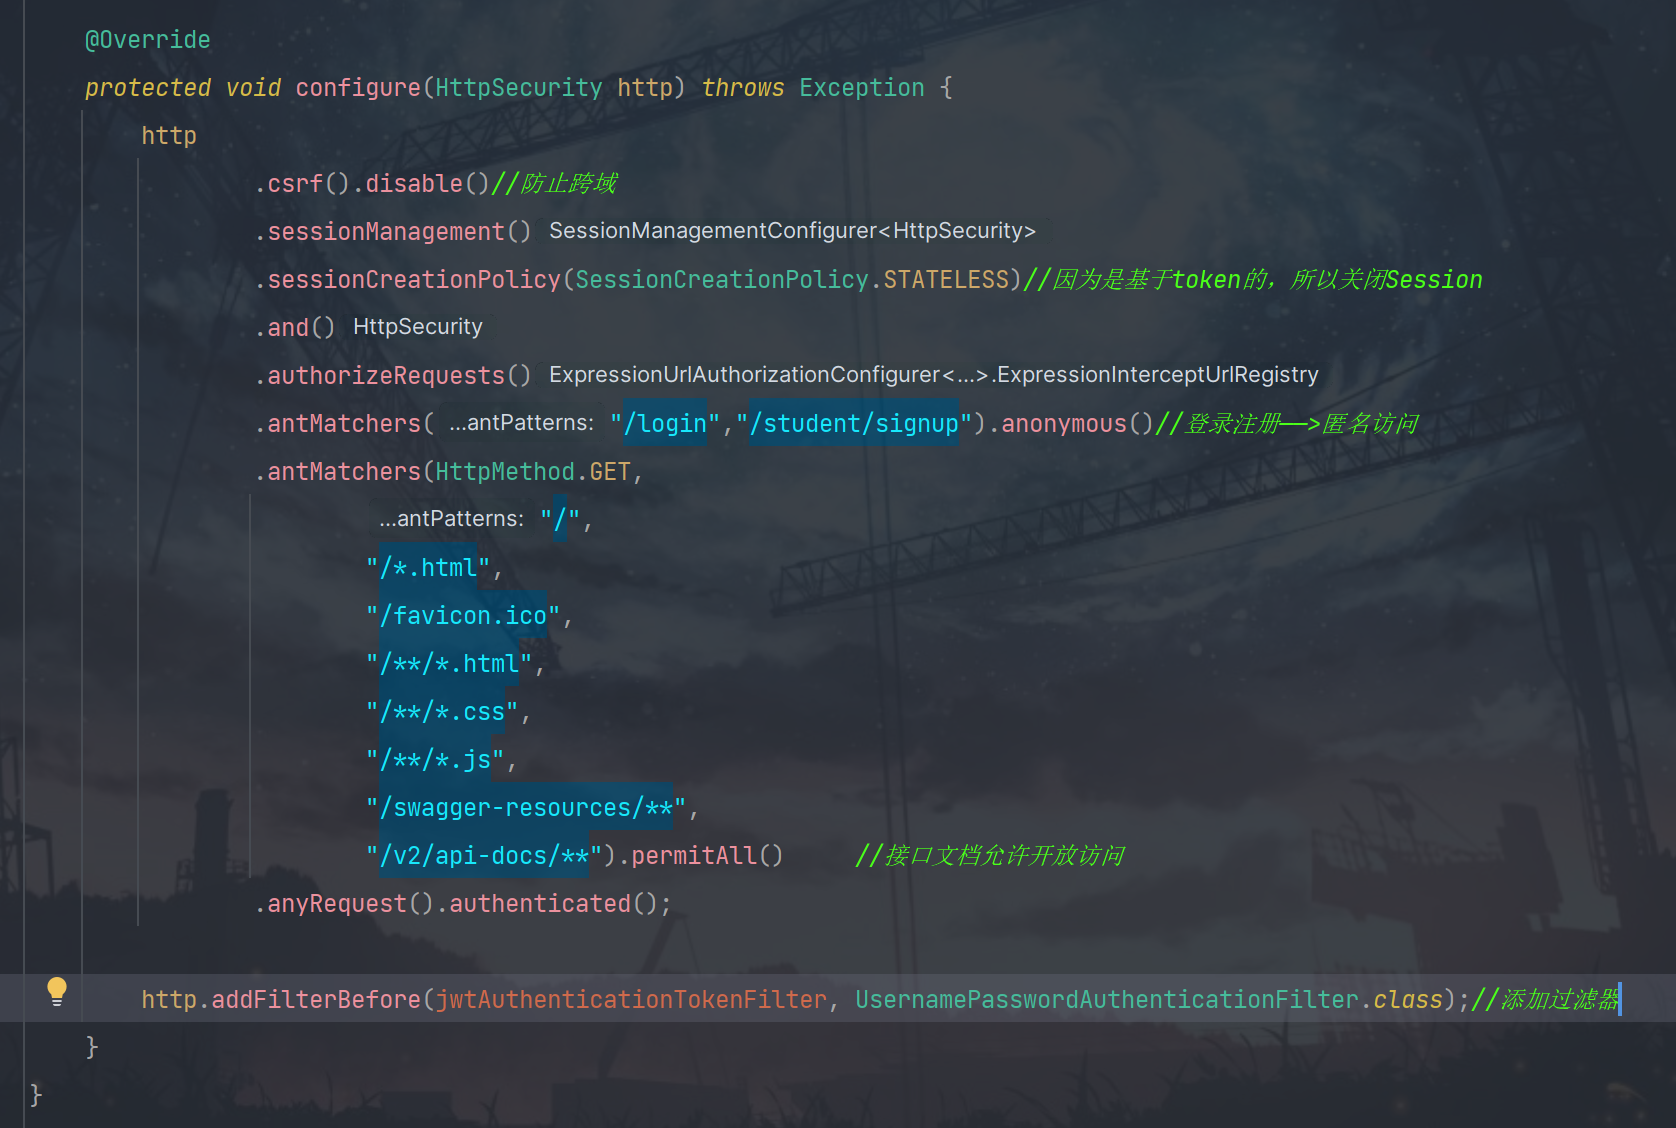 @Override
protected void configure(HttpSecurity http) throws Exception {
http
.csrf().disable()//防止跨域
.sessionManagement() SessionManagementConfigurer<HttpSecurity>
.sessionCreationPolicy(SessionCreationPolicy.STATELESS)//因为是基于token的，所以关闭Session
.and() HttpSecurity
.authorizeRequests() ExpressionUrlAuthorizationConfigurer<...>.ExpressionInterceptUrlRegistry
.antMatchers( ...antPatterns: "/login","/student/signup").anonymous()//登录注册——>匿名访问
.antMatchers(HttpMethod.GET,
...antPatterns: "/",
"/*.html",
"/favicon.ico",
"/**/*.html",
"/**/*.css",
"/**/*.js",
"/swagger-resources/**",
"/v2/api-docs/**").permitAll() //接口文档允许开放访问
.anyRequest().authenticated();
http.addFilterBefore(jwtAuthenticationTokenFilter, UsernamePasswordAuthenticationFilter.class);//添加过滤器
}
}